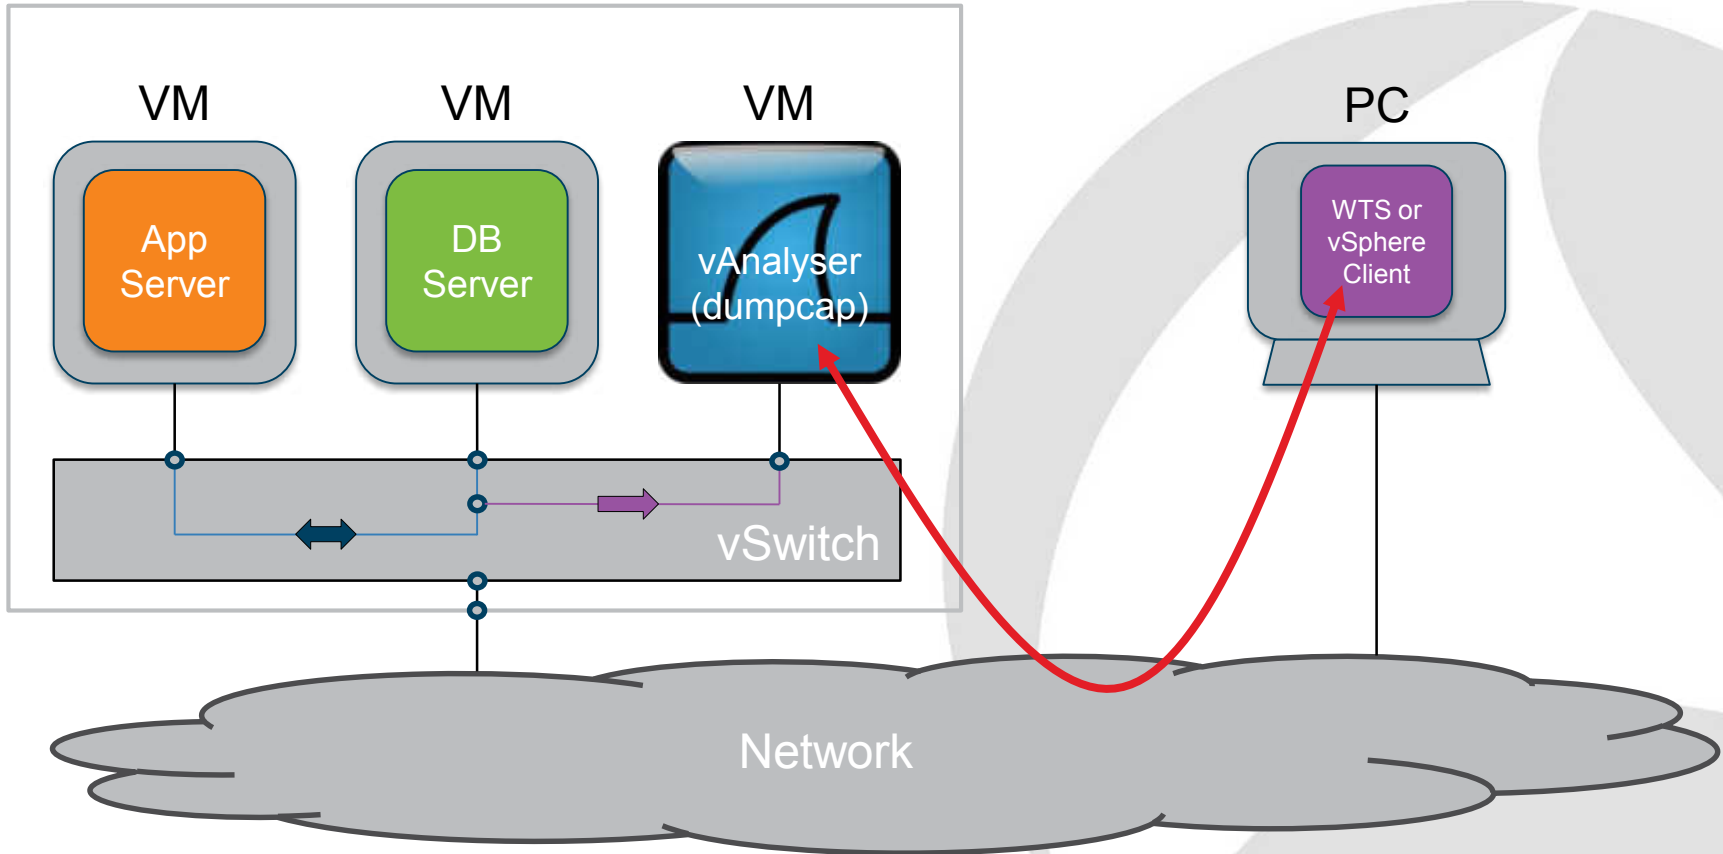 VM
VM
VM
PC
App
Server
DB
Server
vAnalyser
(dumpcap)
WTS or
vSphere
Client
vSwitch
Network